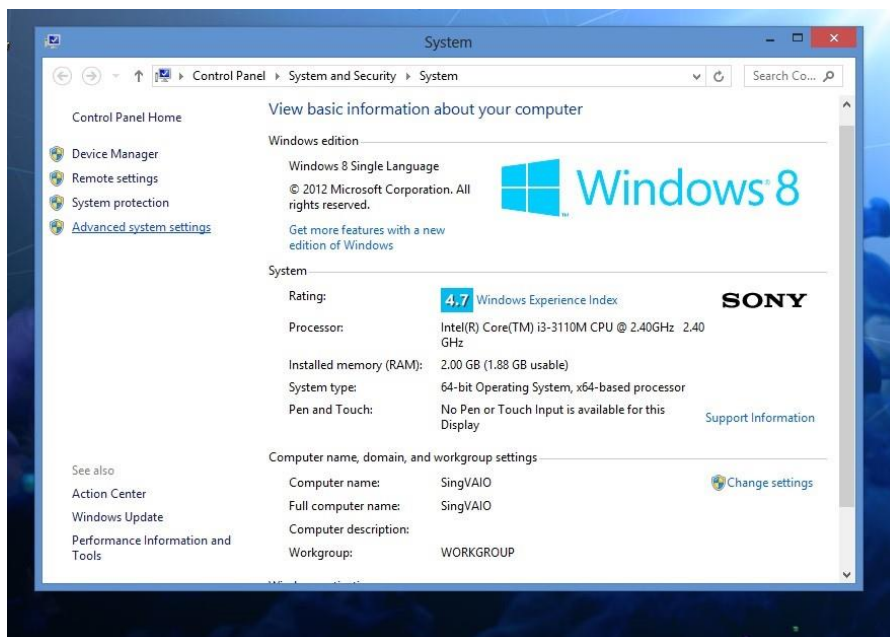 System
Control Panel ▸ System and Security ▸ System
Search Co...
Control Panel Home
Device Manager
Remote settings
System protection
Advanced system settings
See also
Action Center
Windows Update
Performance Information and
Tools
View basic information about your computer
Windows edition
Windows 8 Single Language
© 2012 Microsoft Corporation. All
rights reserved.
Get more features with a new
edition of Windows
Windows 8
System
Rating: 4.7 Windows Experience Index
SONY
Processor: Intel(R) Core(TM) i3-3110M CPU @ 2.40GHz 2.40
GHz
Installed memory (RAM): 2.00 GB (1.88 GB usable)
System type: 64-bit Operating System, x64-based processor
Pen and Touch: No Pen or Touch Input is available for this
Display
Support Information
Computer name, domain, and workgroup settings
Computer name: SingVAIO
Change settings
Full computer name: SingVAIO
Computer description:
Workgroup: WORKGROUP